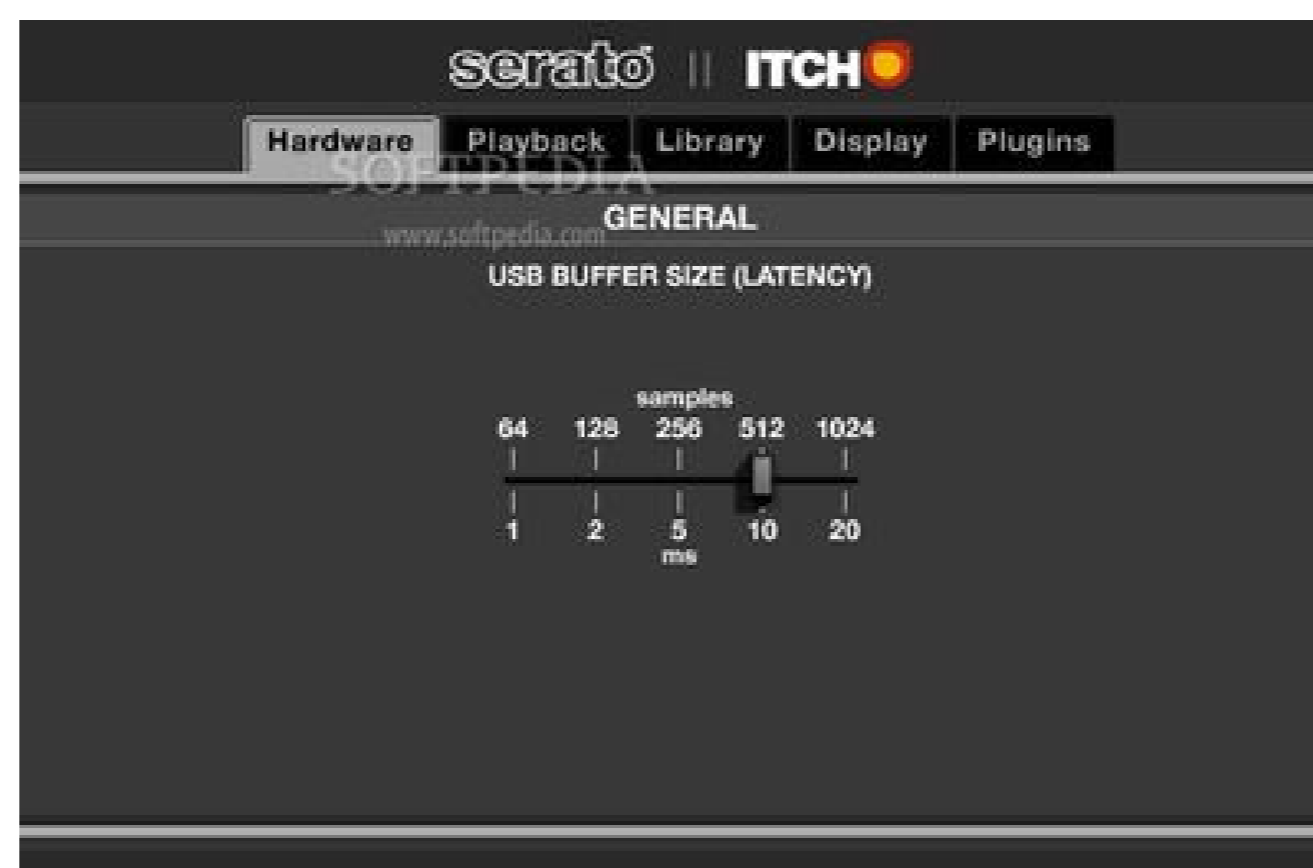 serato || ITCH
Hardware Playback Library Display Plugins
SOFTPEDIA
www.softpedia.com
GENERAL
USB BUFFER SIZE (LATENCY)
samples
64 128 256 512 1024
1 2 5 10 20
ms